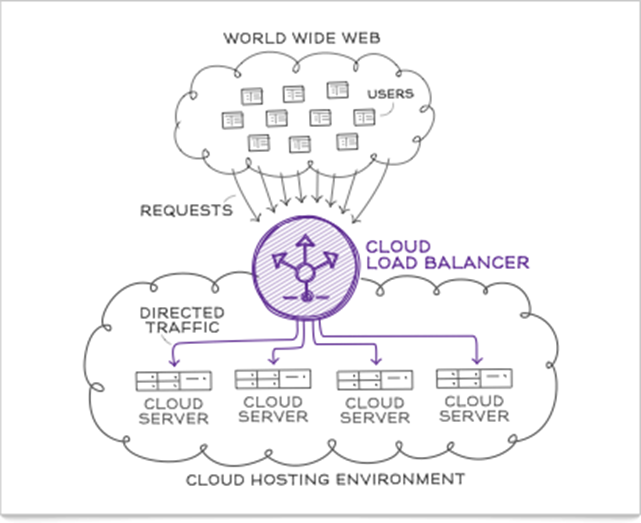 WORLD WIDE WEB
USERS
REQUESTS
CLOUD
LOAD BALANCER
DIRECTED
TRAFFIC
CLOUD
SERVER
CLOUD
SERVER
CLOUD
SERVER
CLOUD
SERVER
CLOUD HOSTING ENVIRONMENT